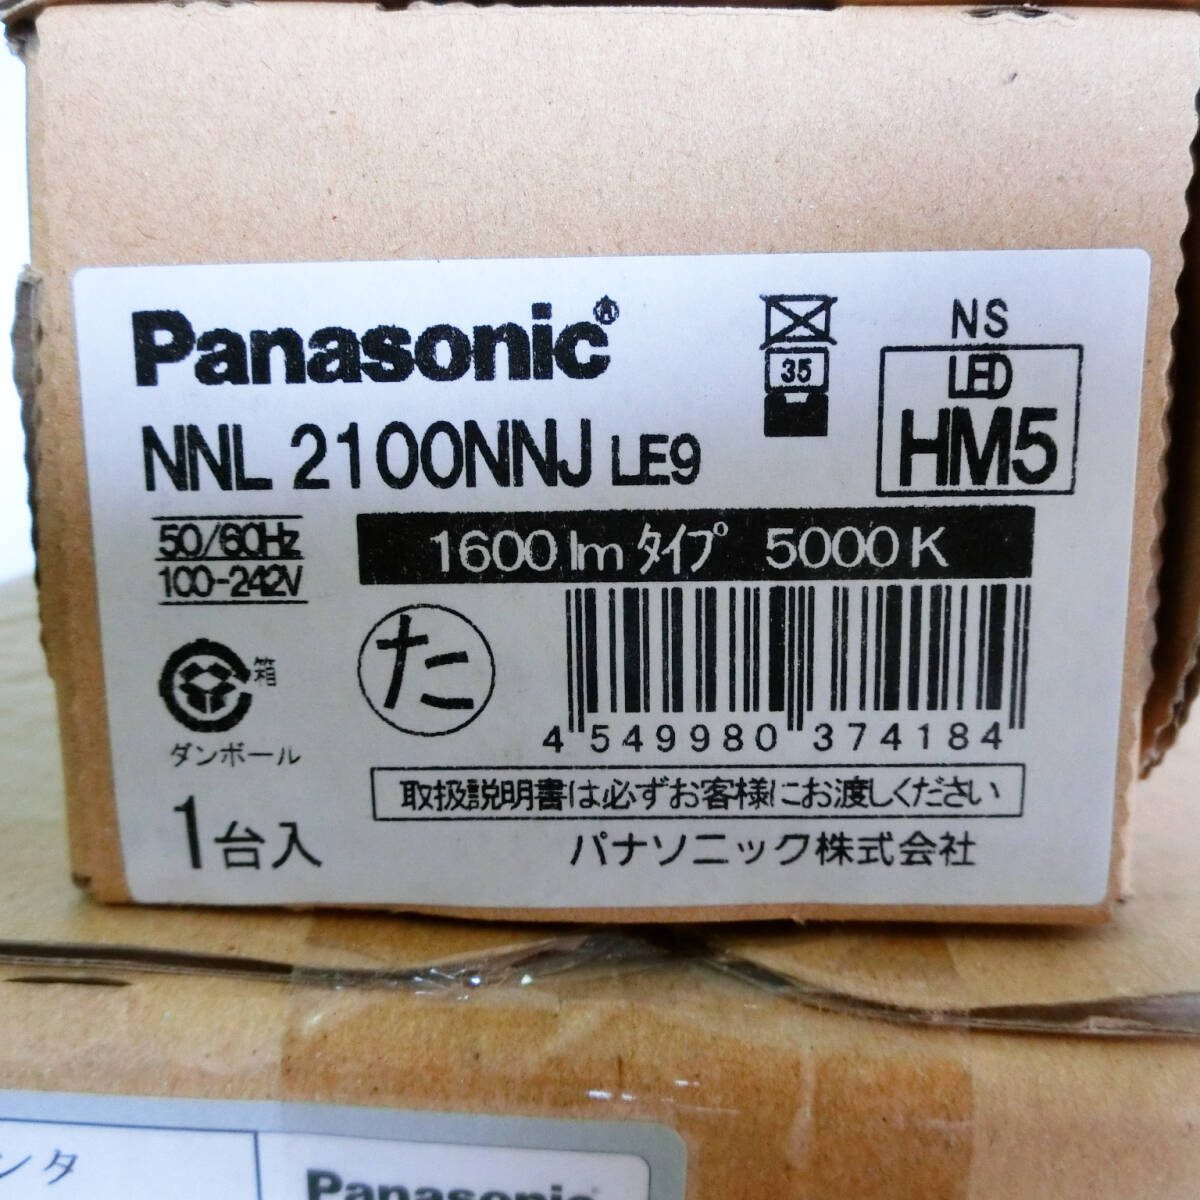 Panasonic®
NNL 2100NNJ LE9
35
NS
LED
HM5
50/60Hz
100-242V
1600 lm タイプ 5000 K
箱
ダンボール
た
4 549980 374184
1台入
取扱説明書は必ずお客様にお渡しください
パナソニック株式会社
ンタ
Panasonic